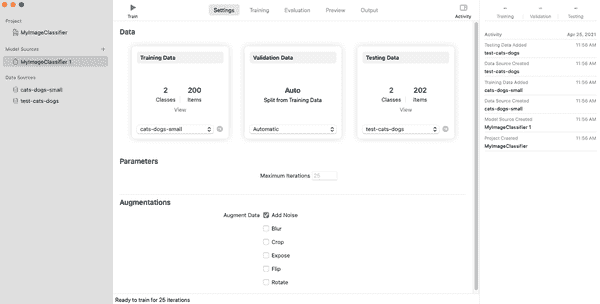 Train
Settings
Training
Evaluation
Preview
Output
Activity
Project
MyImageClassifier
Model Sources
MyImageClassifier 1
Data Sources
cats-dogs-small
test-cats-dogs
Data
Training Data
2
Classes
200
Items
View
cats-dogs-small
Validation Data
Auto
Split from Training Data
Automatic
Testing Data
2
Classes
202
Items
View
test-cats-dogs
Parameters
Maximum Iterations 25
Augmentations
Augment Data
Add Noise
Blur
Crop
Expose
Flip
Rotate
Ready to train for 25 iterations
--
Training
--
Validation
--
Testing
Activity Apr 25, 2021
Testing Data Added 11:56 AM
test-cats-dogs
Data Source Created 11:56 AM
test-cats-dogs
Training Data Added 11:56 AM
cats-dogs-small
Data Source Created 11:56 AM
cats-dogs-small
Model Source Created 11:56 AM
MyImageClassifier 1
Project Created 11:56 AM
MyImageClassifier